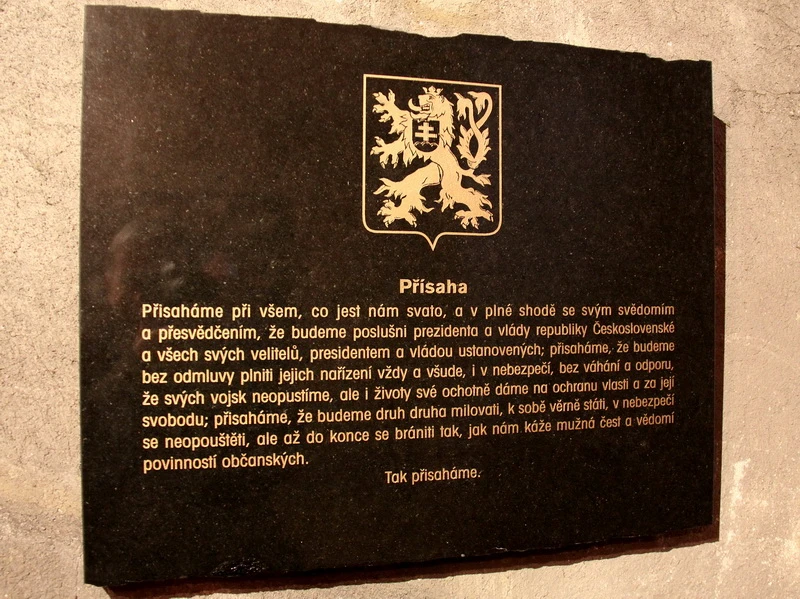 Přísaha
Přisaháme při všem, co jest nám svato, a v plné shodě se svým svědomím
a přesvědčením, že budeme poslušni prezidenta a vlády republiky Československé
a všech svých velitelů, presidentem a vládou ustanovených; přisaháme, že budeme
bez odmluvy plniti jejich nařízení vždy a všude, i v nebezpečí, bez váhání a odporu,
že svých vojsk neopustíme, ale i životy své ochotně dáme na ochranu vlasti a za její
svobodu; přisaháme, že budeme druh druha milovati, k sobě věrně státi, v nebezpečí
se neopouštěti, ale až do konce se brániti tak, jak nám káže mužná čest a vědomí
povinností občanských.
Tak přisaháme.